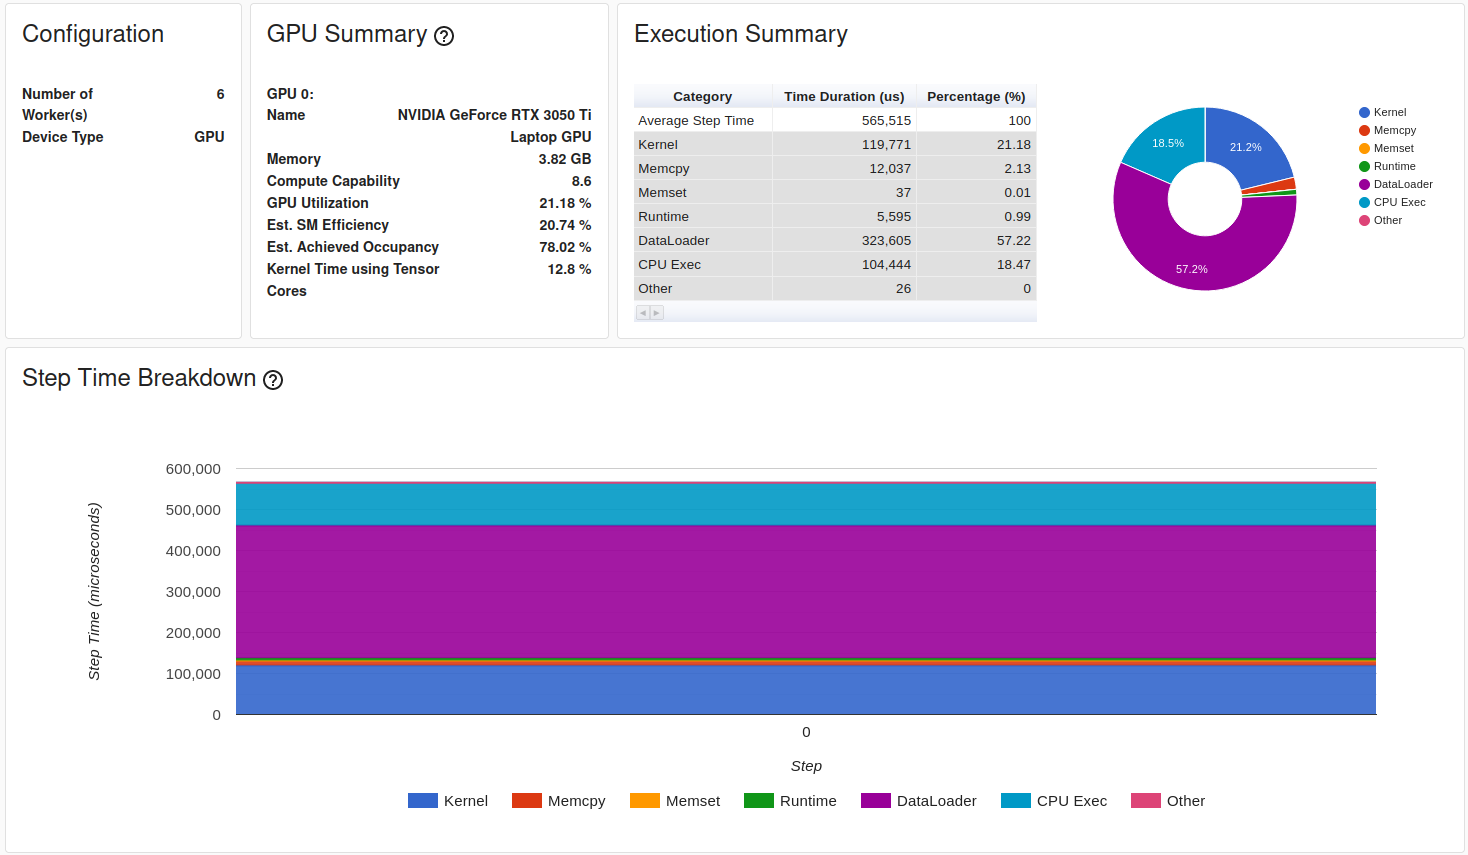 Configuration
Number of 6
Worker(s)
Device Type GPU
GPU Summary ?
GPU 0:
Name NVIDIA GeForce RTX 3050 Ti
Laptop GPU
Memory 3.82 GB
Compute Capability 8.6
GPU Utilization 21.18 %
Est. SM Efficiency 20.74 %
Est. Achieved Occupancy 78.02 %
Kernel Time using Tensor 12.8 %
Cores
Execution Summary
Category Time Duration (us) Percentage (%)
Average Step Time 565,515 100
Kernel 119,771 21.18
Memcpy 12,037 2.13
Memset 37 0.01
Runtime 5,595 0.99
DataLoader 323,605 57.22
CPU Exec 104,444 18.47
Other 26 0
18.5%
21.2%
57.2%
Kernel
Memcpy
Memset
Runtime
DataLoader
CPU Exec
Other
Step Time Breakdown ?
Step Time (microseconds)
600,000
500,000
400,000
300,000
200,000
100,000
0
0
Step
Kernel Memcpy Memset Runtime DataLoader CPU Exec Other